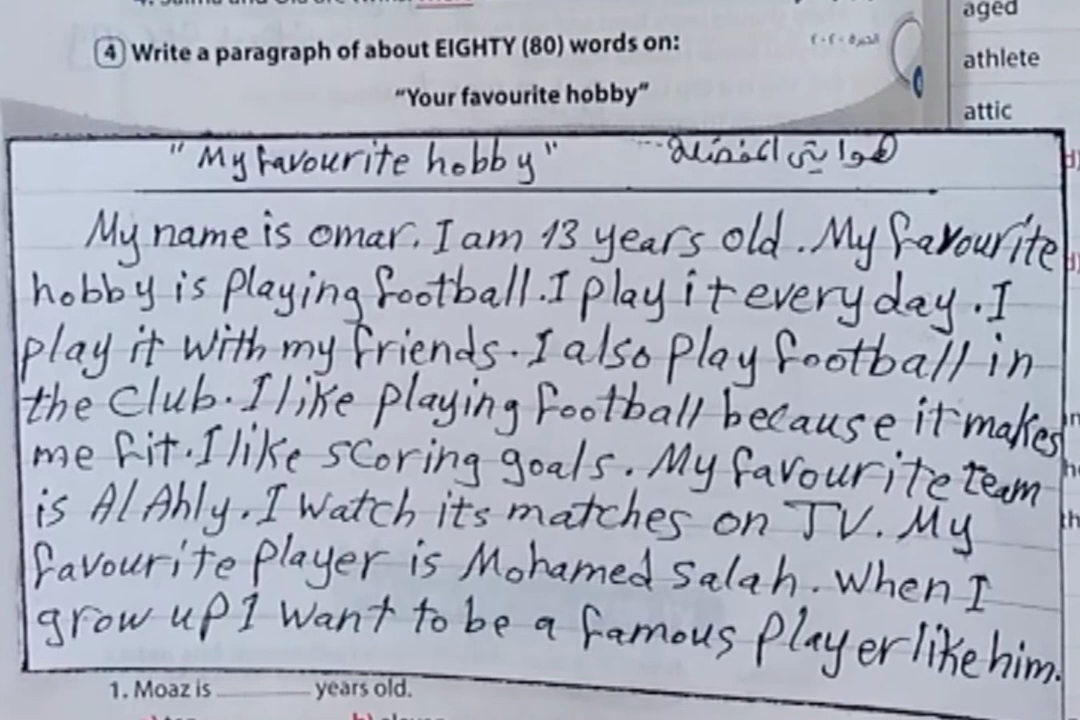 ④ Write a paragraph of about EIGHTY (80) words on:
"Your favourite hobby"
aged
athlete
attic
"My favourite hobby" هوايتى المفضلة
My name is omar. I am 13 years old. My favourite
hobby is playing football. I play it every day. I
play it with my friends. I also play football in
the club. I like playing football because it makes
me fit. I like scoring goals. My favourite team
is Al Ahly. I watch its matches on TV. My
favourite player is Mohamed Salah. When I
grow up I want to be a famous player like him.
1. Moaz is ______ years old.